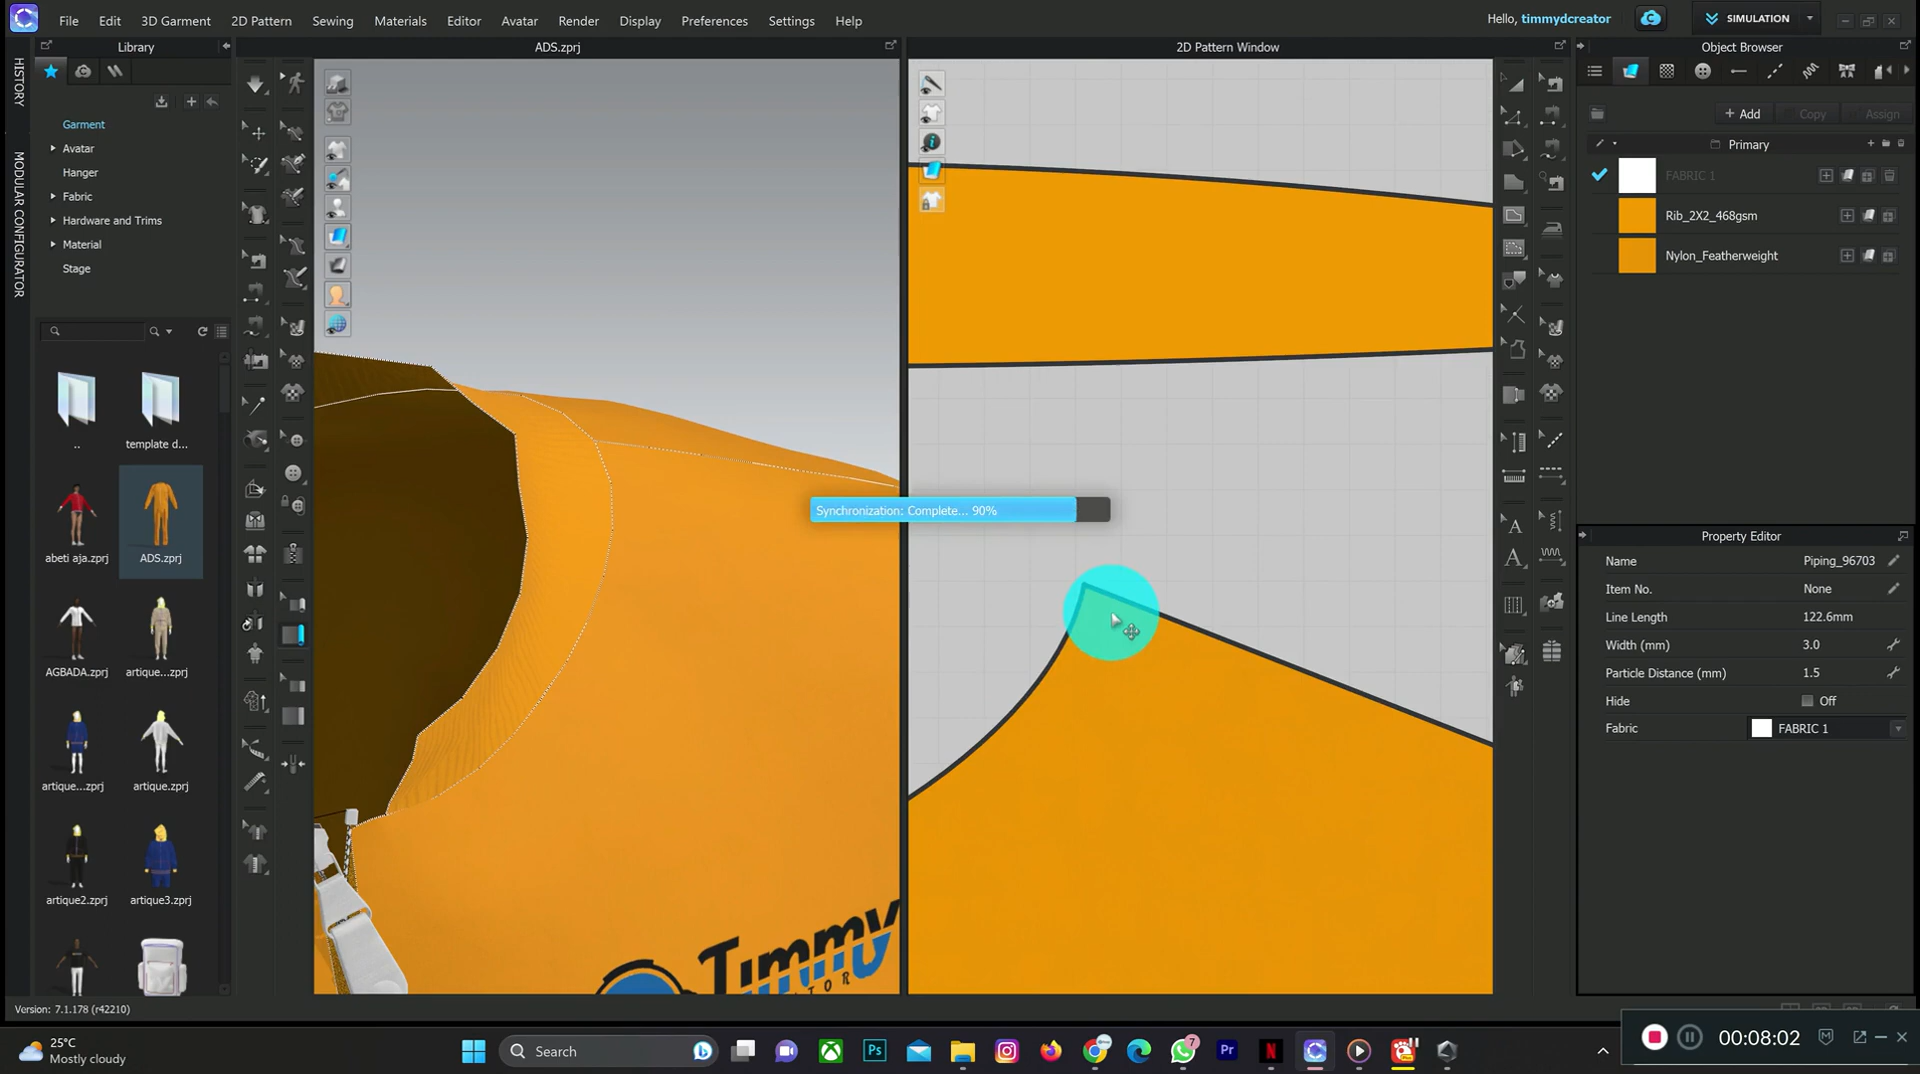 File Edit 3D Garment 2D Pattern Sewing Materials Editor Avatar Render Display Preferences Settings Help
Hello, timmydcreator
SIMULATION
HISTORY
MODULAR CONFIGURATOR
Library
ADS.zprj
2D Pattern Window
Object Browser
Garment
Avatar
Hanger
Fabric
Hardware and Trims
Material
Stage
..
template d...
abeti aja.zprj
ADS.zprj
AGBADA.zprj
artique...zprj
artique...zprj
artique.zprj
artique2.zprj
artique3.zprj
Version: 7.1.178 (r42210)
Synchronization: Complete... 90%
Timmy
+ Add
Copy
Assign
Primary
FABRIC 1
Rib_2X2_468gsm
Nylon_Featherweight
Property Editor
Name Piping_96703
Item No. None
Line Length 122.6mm
Width (mm) 3.0
Particle Distance (mm) 1.5
Hide Off
Fabric FABRIC 1
25°C
Mostly cloudy
Search
7
00:08:02